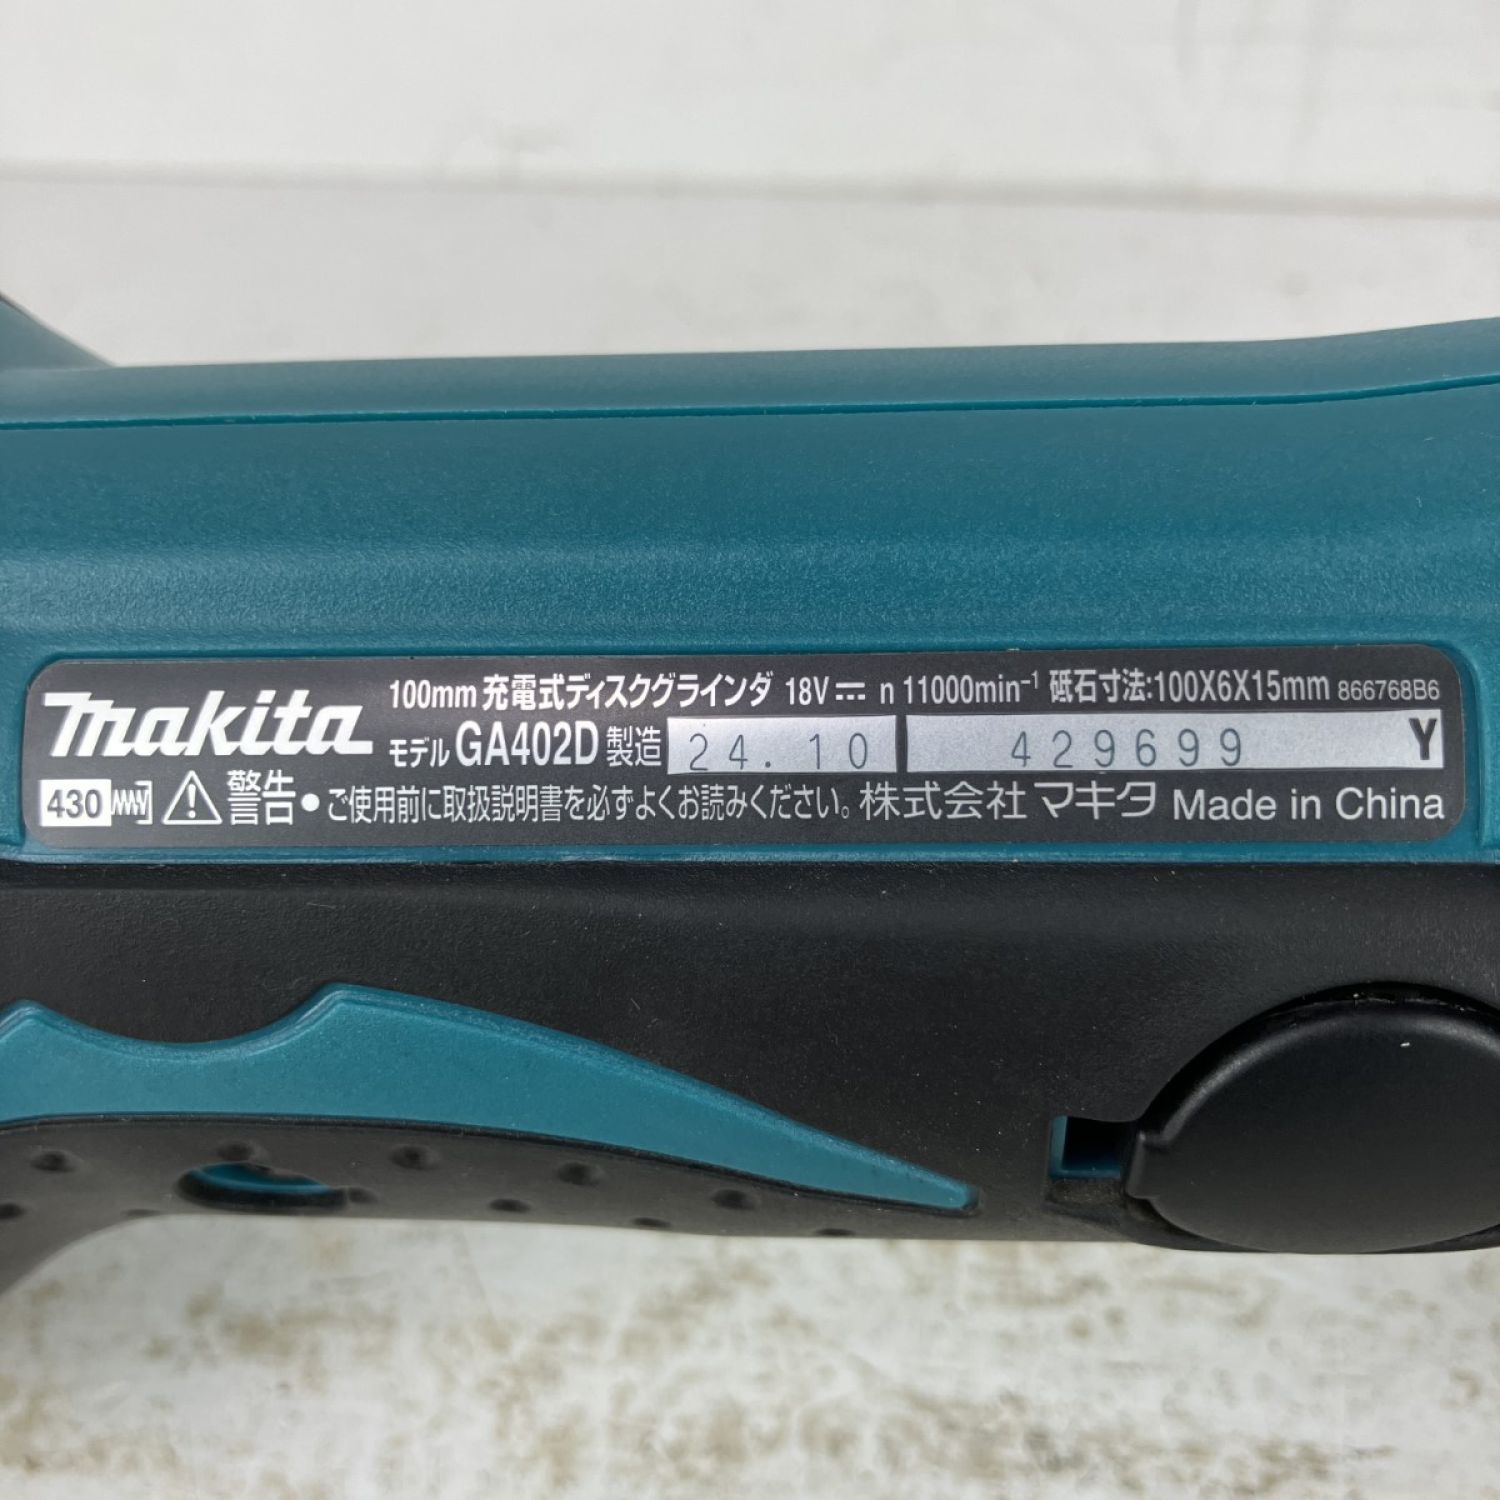 makita 100mm 充電式ディスクグラインダ 18V n 11000min⁻¹ 砥石寸法:100X6X15mm 866768B6
モデル GA402D 製造 24. 10 429699 Y
430 警告 ● ご使用前に取扱説明書を必ずよくお読みください。 株式会社 マキタ Made in China